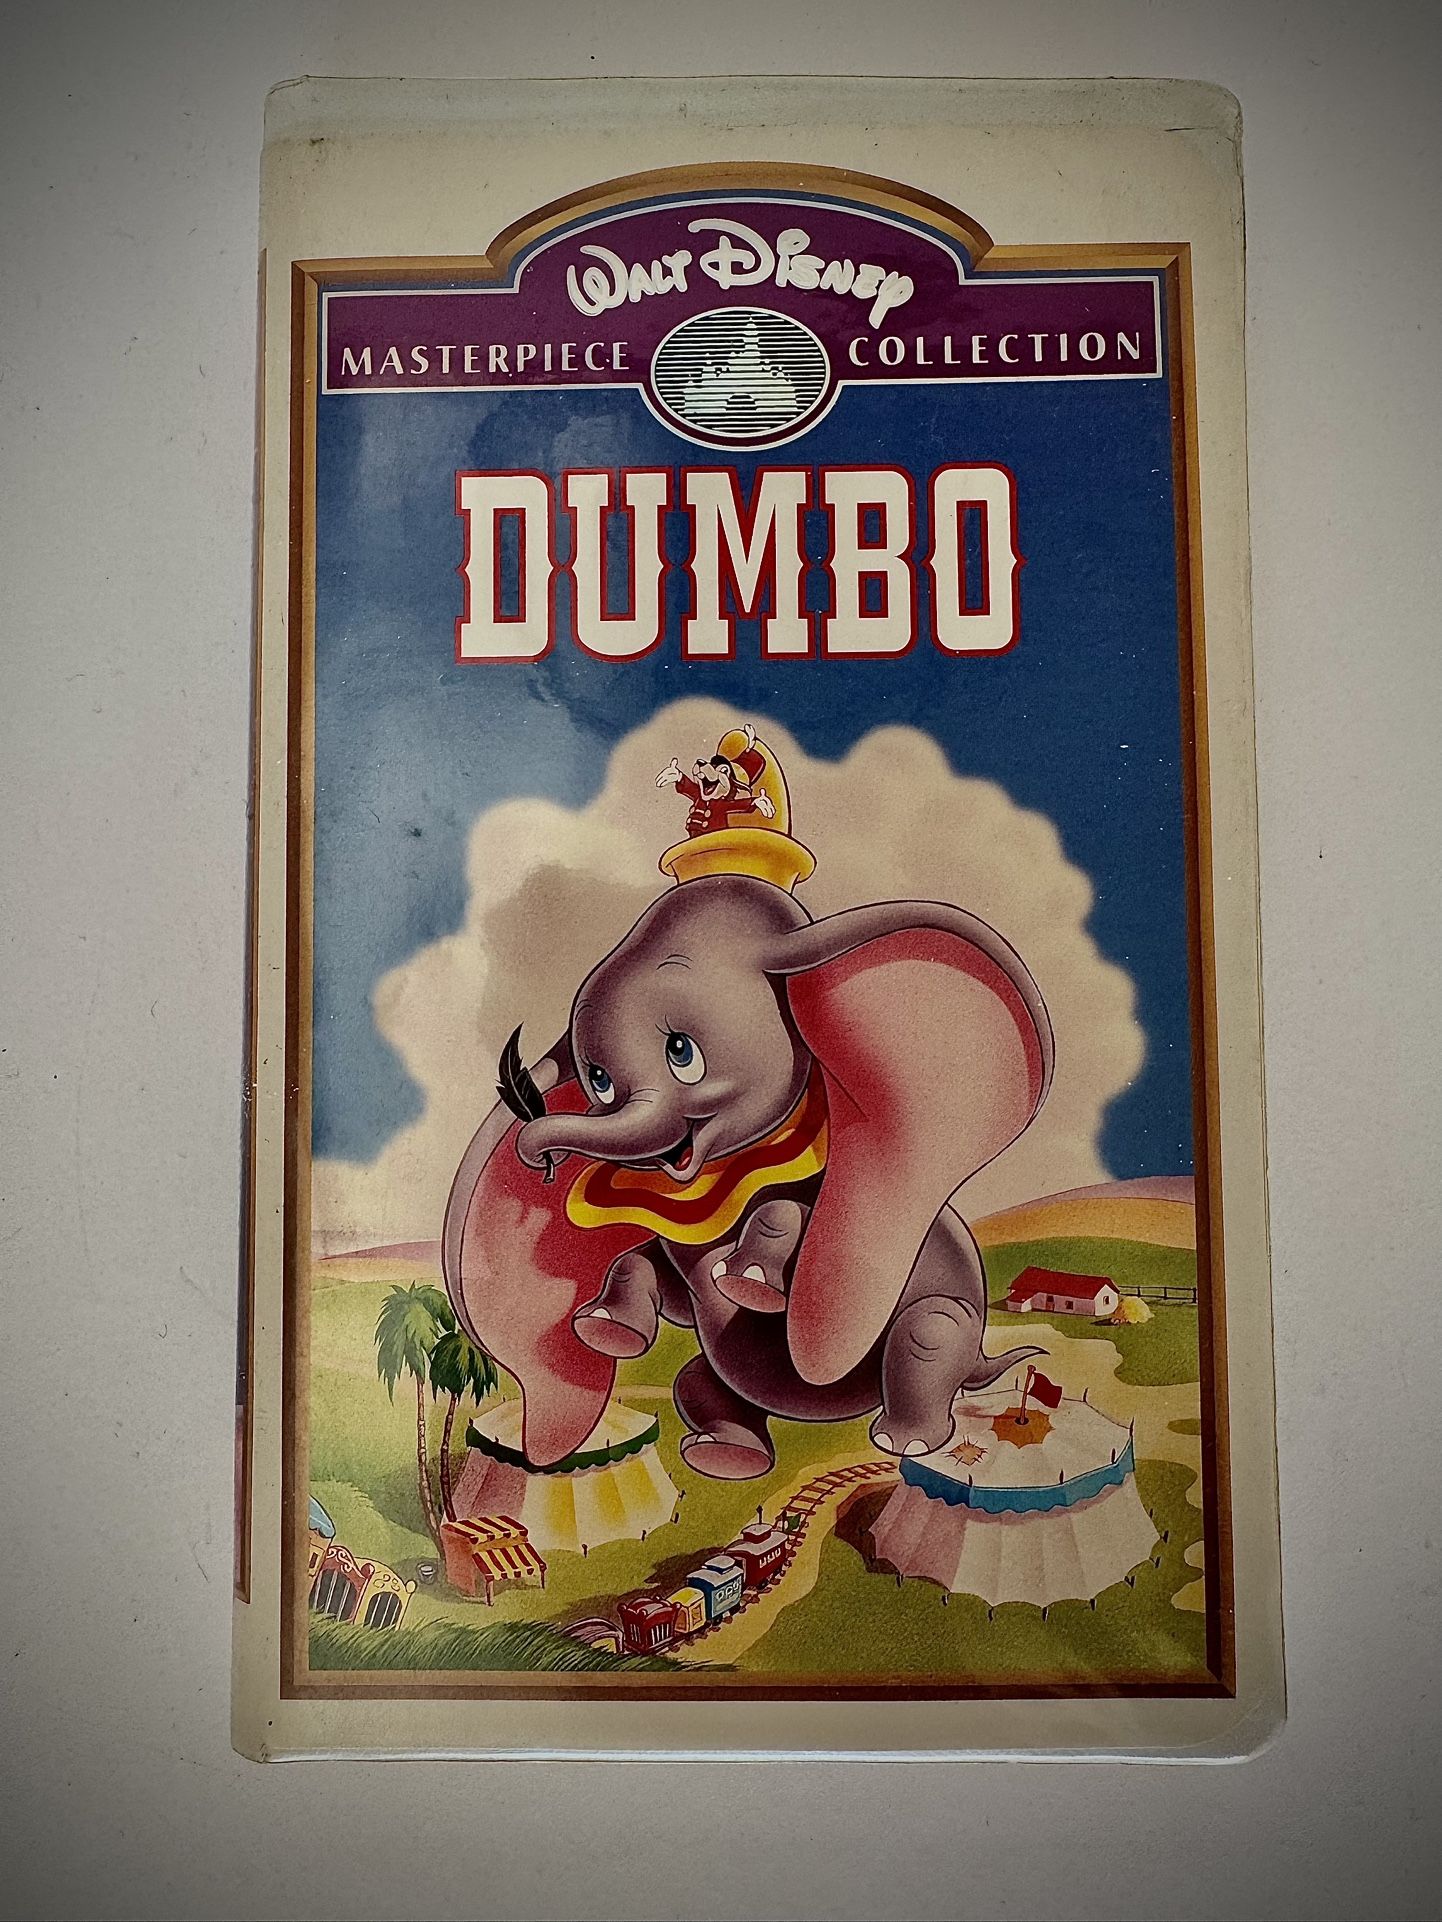 Walt Disney
MASTERPIECE COLLECTION
DUMBO